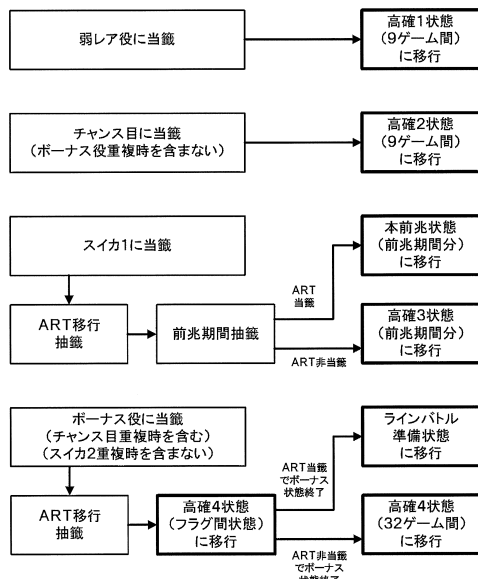 弱レア役に当籤
高確1状態
(9ゲーム間)
に移行
チャンス目に当籤
(ボーナス役重複時を含まない)
高確2状態
(9ゲーム間)
に移行
スイカ1に当籤
本前兆状態
(前兆期間分)
に移行
ART移行
抽籤
前兆期間抽籤
ART
当籤
ART非当籤
高確3状態
(前兆期間分)
に移行
ボーナス役に当籤
(チャンス目重複時を含む)
(スイカ2重複時を含まない)
ラインバトル
準備状態
に移行
ART移行
抽籤
高確4状態
(フラグ間状態)
に移行
ART当籤
でボーナス
状態終了
ART非当籤
でボーナス
状態終了
高確4状態
(32ゲーム間)
に移行